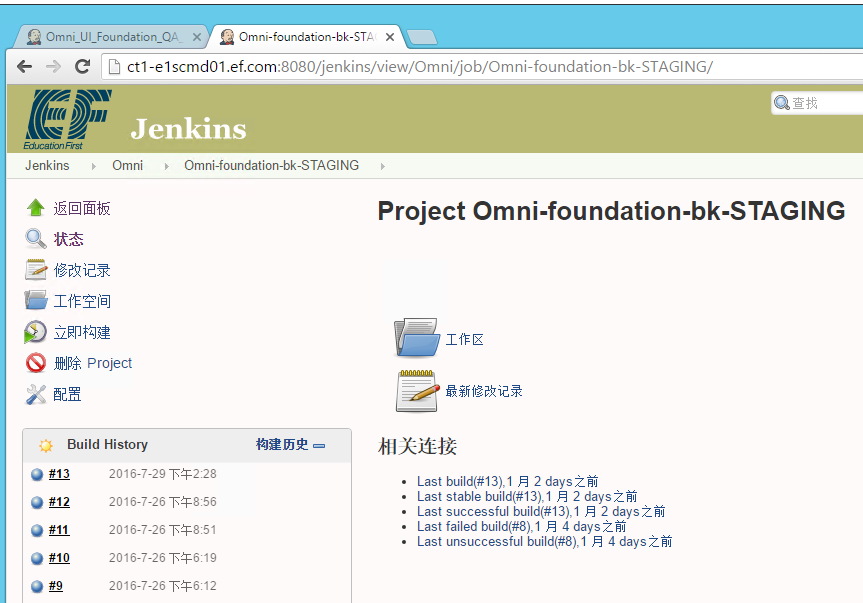 Omni_UI_Foundation_QA_
Omni-foundation-bk-STA
ct1-e1scmd01.ef.com:8080/jenkins/view/Omni/job/Omni-foundation-bk-STAGING/
EF
Education First
Jenkins
查找
Jenkins
Omni
Omni-foundation-bk-STAGING
返回面板
状态
修改记录
工作空间
立即构建
删除 Project
配置
Build History 构建历史
#13 2016-7-29 下午2:28
#12 2016-7-26 下午8:56
#11 2016-7-26 下午8:51
#10 2016-7-26 下午6:19
#9 2016-7-26 下午6:12
Project Omni-foundation-bk-STAGING
工作区
最新修改记录
相关连接
Last build(#13),1 月 2 days之前
Last stable build(#13),1 月 2 days之前
Last successful build(#13),1 月 2 days之前
Last failed build(#8),1 月 4 days之前
Last unsuccessful build(#8),1 月 4 days之前